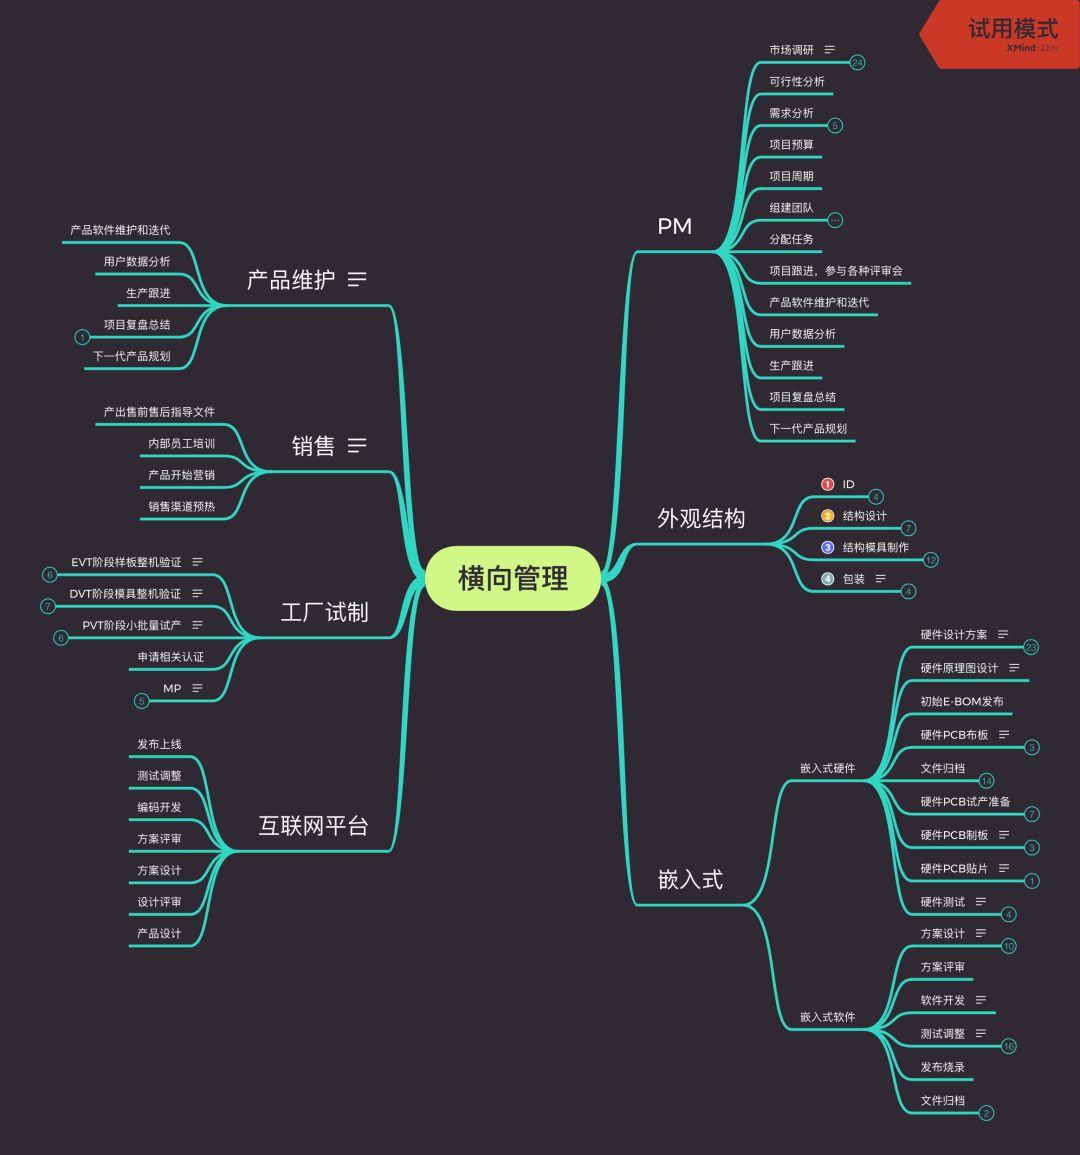 试用模式
XMind:ZEN
横向管理
PM
市场调研
24
可行性分析
需求分析
5
项目预算
项目周期
组建团队
...
分配任务
项目跟进，参与各种评审会
产品软件维护和迭代
用户数据分析
生产跟进
项目复盘总结
下一代产品规划
外观结构
1 ID
4
2 结构设计
7
3 结构模具制作
12
4 包装
4
嵌入式
嵌入式硬件
硬件设计方案
23
硬件原理图设计
初始E-BOM发布
硬件PCB布板
3
文件归档
14
硬件PCB试产准备
7
硬件PCB制板
3
硬件PCB贴片
1
硬件测试
4
嵌入式软件
方案设计
10
方案评审
软件开发
测试调整
16
发布烧录
文件归档
2
产品维护
产品软件维护和迭代
用户数据分析
生产跟进
项目复盘总结
1
下一代产品规划
销售
产出售前售后指导文件
内部员工培训
产品开始营销
销售渠道预热
工厂试制
EVT阶段样板整机验证
6
DVT阶段模具整机验证
7
PVT阶段小批量试产
6
申请相关认证
MP
5
互联网平台
发布上线
测试调整
编码开发
方案评审
方案设计
设计评审
产品设计